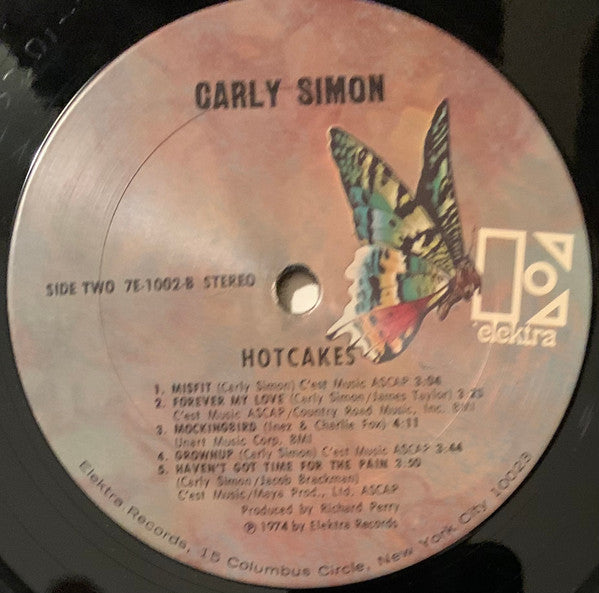 CARLY SIMON
SIDE TWO 7E-1002-B STEREO
elektra
HOTCAKES
1. MISFIT (Carly Simon) C'est Music ASCAP 3:04
2. FOREVER MY LOVE (Carly Simon/James Taylor) 3:25
C'est Music ASCAP/Country Road Music, Inc. BMI
3. MOCKINGBIRD (Inez & Charlie Fox) 4:11
Unart Music Corp. BMI
4. GROWNUP (Carly Simon) C'est Music ASCAP 3:44
5. HAVEN'T GOT TIME FOR THE PAIN 3:50
(Carly Simon/Jacob Brackman)
C'est Music/Maya Prod., Ltd. ASCAP
Produced by Richard Perry
℗ 1974 by Elektra Records
Elektra Records, 15 Columbus Circle, New York City 10023